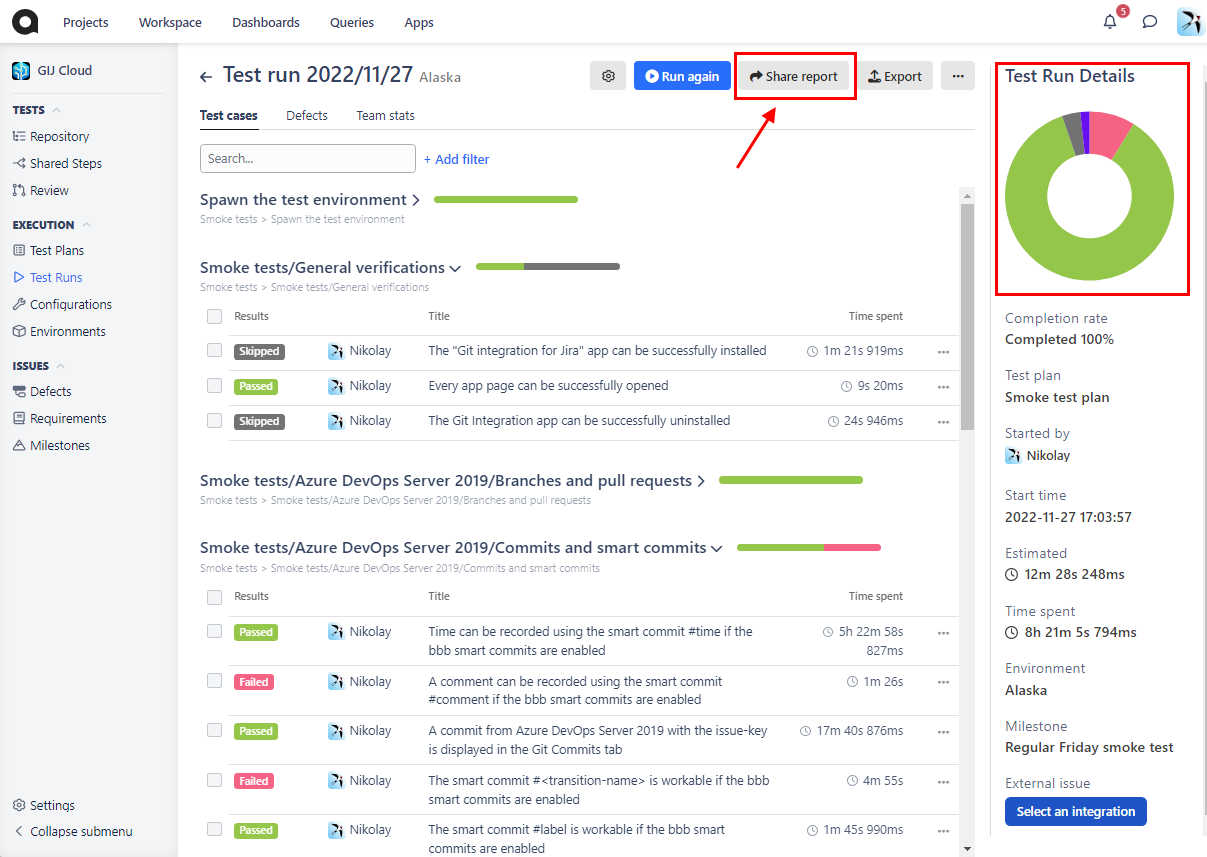 Projects
Workspace
Dashboards
Queries
Apps
5
GIJ Cloud
TESTS
Repository
Shared Steps
Review
EXECUTION
Test Plans
Test Runs
Configurations
Environments
ISSUES
Defects
Requirements
Milestones
Settings
Collapse submenu
Test run 2022/11/27 Alaska
Run again
Share report
Export
Test cases
Defects
Team stats
Search...
+ Add filter
Spawn the test environment
Smoke tests > Spawn the test environment
Smoke tests/General verifications
Smoke tests > Smoke tests/General verifications
Results Title Time spent
Skipped Nikolay The "Git integration for Jira" app can be successfully installed 1m 21s 919ms
Passed Nikolay Every app page can be successfully opened 9s 20ms
Skipped Nikolay The Git Integration app can be successfully uninstalled 24s 946ms
Smoke tests/Azure DevOps Server 2019/Branches and pull requests
Smoke tests > Smoke tests/Azure DevOps Server 2019/Branches and pull requests
Smoke tests/Azure DevOps Server 2019/Commits and smart commits
Smoke tests > Smoke tests/Azure DevOps Server 2019/Commits and smart commits
Results Title Time spent
Passed Nikolay Time can be recorded using the smart commit #time if the 5h 22m 58s
bbb smart commits are enabled 827ms
Failed Nikolay A comment can be recorded using the smart commit 1m 26s
#comment if the bbb smart commits are enabled
Passed Nikolay A commit from Azure DevOps Server 2019 with the issue-key 17m 40s 876ms
is displayed in the Git Commits tab
Failed Nikolay The smart commit #<transition-name> is workable if the bbb 4m 55s
smart commits are enabled
Passed Nikolay The smart commit #label is workable if the bbb smart 1m 45s 990ms
commits are enabled
Test Run Details
Completion rate
Completed 100%
Test plan
Smoke test plan
Started by
Nikolay
Start time
2022-11-27 17:03:57
Estimated
12m 28s 248ms
Time spent
8h 21m 5s 794ms
Environment
Alaska
Milestone
Regular Friday smoke test
External issue
Select an integration